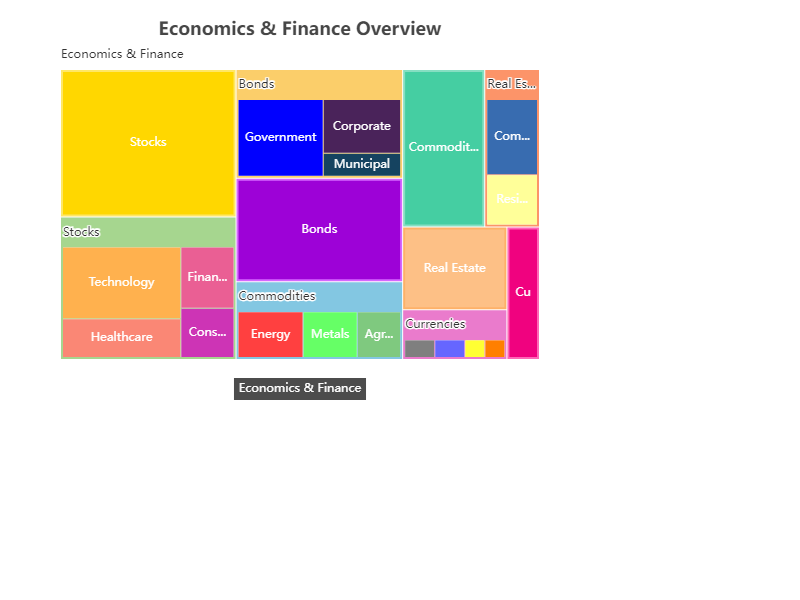 Economics & Finance Overview
Economics & Finance
Stocks
Stocks
Technology
Healthcare
Finan...
Cons...
Bonds
Government
Corporate
Municipal
Bonds
Commodities
Energy
Metals
Agr...
Commodit...
Real Es...
Com...
Resi...
Real Estate
Currencies
Cu
Economics & Finance